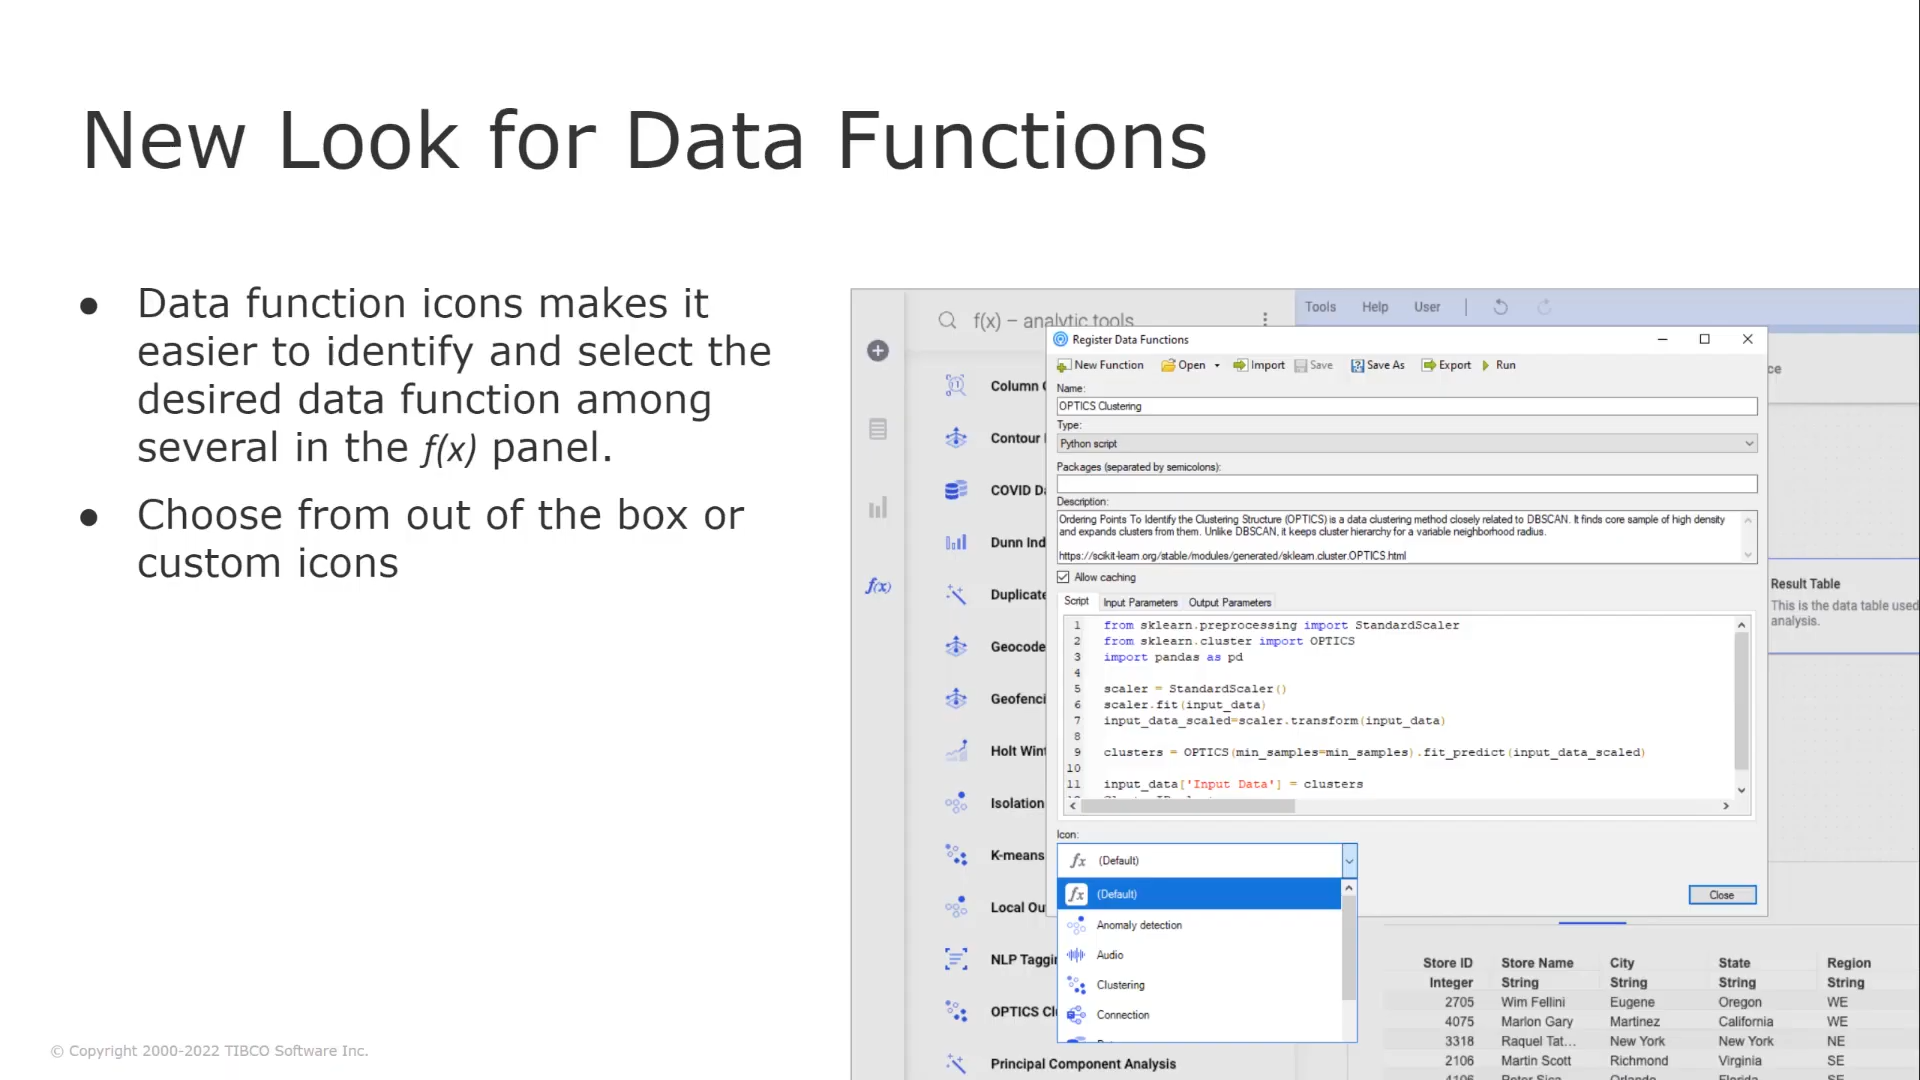 New Look for Data Functions
● Data function icons makes it
easier to identify and select the
desired data function among
several in the f(x) panel.
● Choose from out of the box or
custom icons
f(x) – analytic tools
f(x)
Column
Contour
COVID
Dunn Ind
Duplicate
Geocode
Geofenci
Holt Wint
Isolation
K-means
Local Ou
NLP Taggin
OPTICS Cl
Principal Component Analysis
Tools Help User
Register Data Functions
New Function Open Import Save Save As Export Run
Name:
OPTICS Clustering
Type:
Python script
Packages (separated by semicolons):
Description:
Ordering Points To Identify the Clustering Structure (OPTICS) is a data clustering method closely related to DBSCAN. It finds core sample of high density
and expands clusters from them. Unlike DBSCAN, it keeps cluster hierarchy for a variable neighborhood radius.
https://scikit-learn.org/stable/modules/generated/sklearn.cluster.OPTICS.html
Allow caching
Script Input Parameters Output Parameters
1 from sklearn.preprocessing import StandardScaler
2 from sklearn.cluster import OPTICS
3 import pandas as pd
4
5 scaler = StandardScaler()
6 scaler.fit(input_data)
7 input_data_scaled=scaler.transform(input_data)
8
9 clusters = OPTICS(min_samples=min_samples).fit_predict(input_data_scaled)
10
11 input_data['Input Data'] = clusters
Icon:
fx (Default)
fx (Default)
Anomaly detection
Audio
Clustering
Connection
Close
ce
Result Table
This is the data table used
analysis.
Store ID Store Name City State Region
Integer String String String String
2705 Wim Fellini Eugene Oregon WE
4075 Marlon Gary Martinez California WE
3318 Raquel Tat... New York New York NE
2106 Martin Scott Richmond Virginia SE
© Copyright 2000-2022 TIBCO Software Inc.